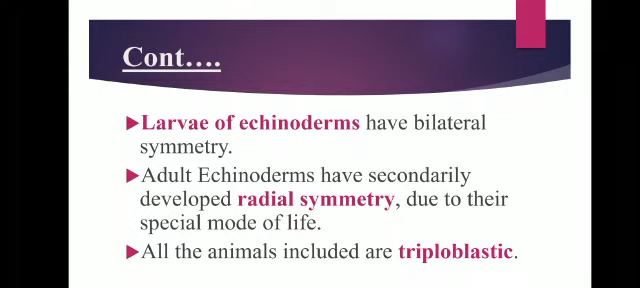 Cont….
Larvae of echinoderms have bilateral
symmetry.
Adult Echinoderms have secondarily
developed radial symmetry, due to their
special mode of life.
All the animals included are triploblastic.